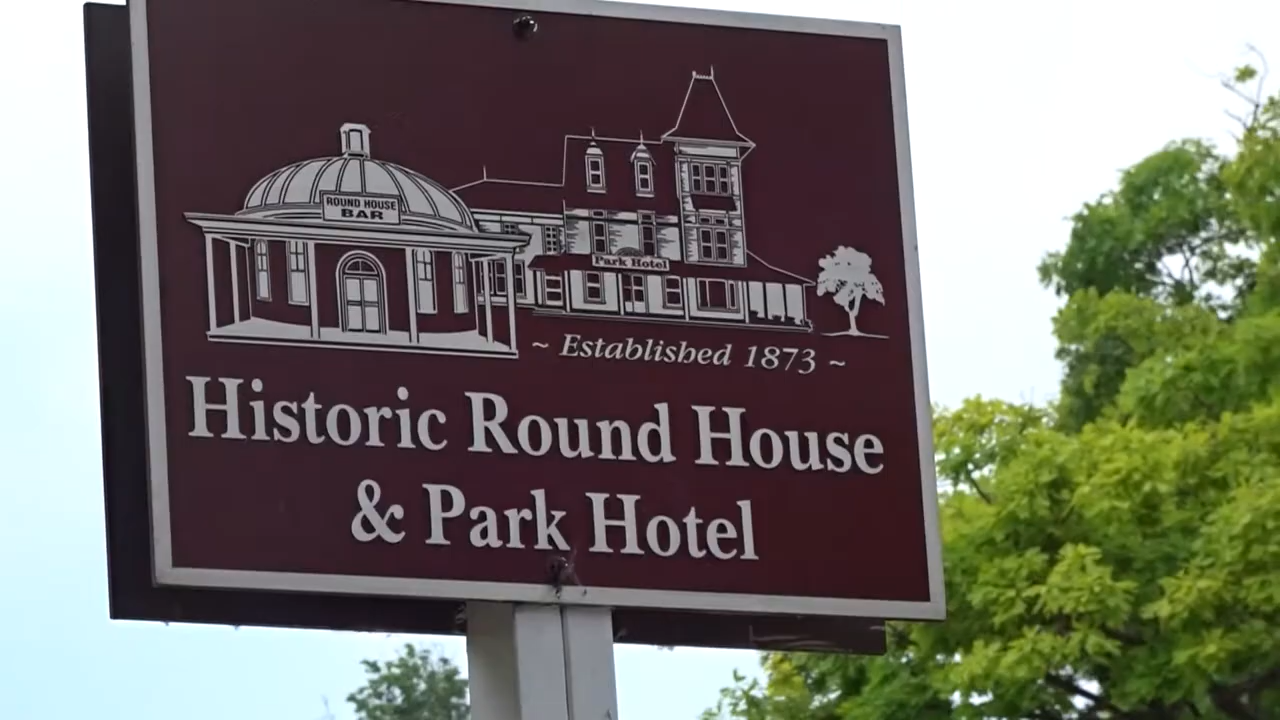 ROUND HOUSE
BAR
Park Hotel
~ Established 1873 ~
Historic Round House
& Park Hotel